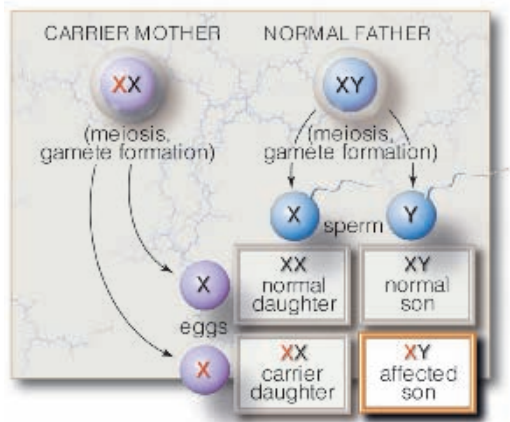 CARRIER MOTHER
NORMAL FATHER
XX
XY
(meiosis,
gamete formation)
(meiosis,
gamete formation)
X
sperm
Y
X
XX
normal
daughter
XY
normal
son
eggs
X
XX
carrier
daughter
XY
affected
son